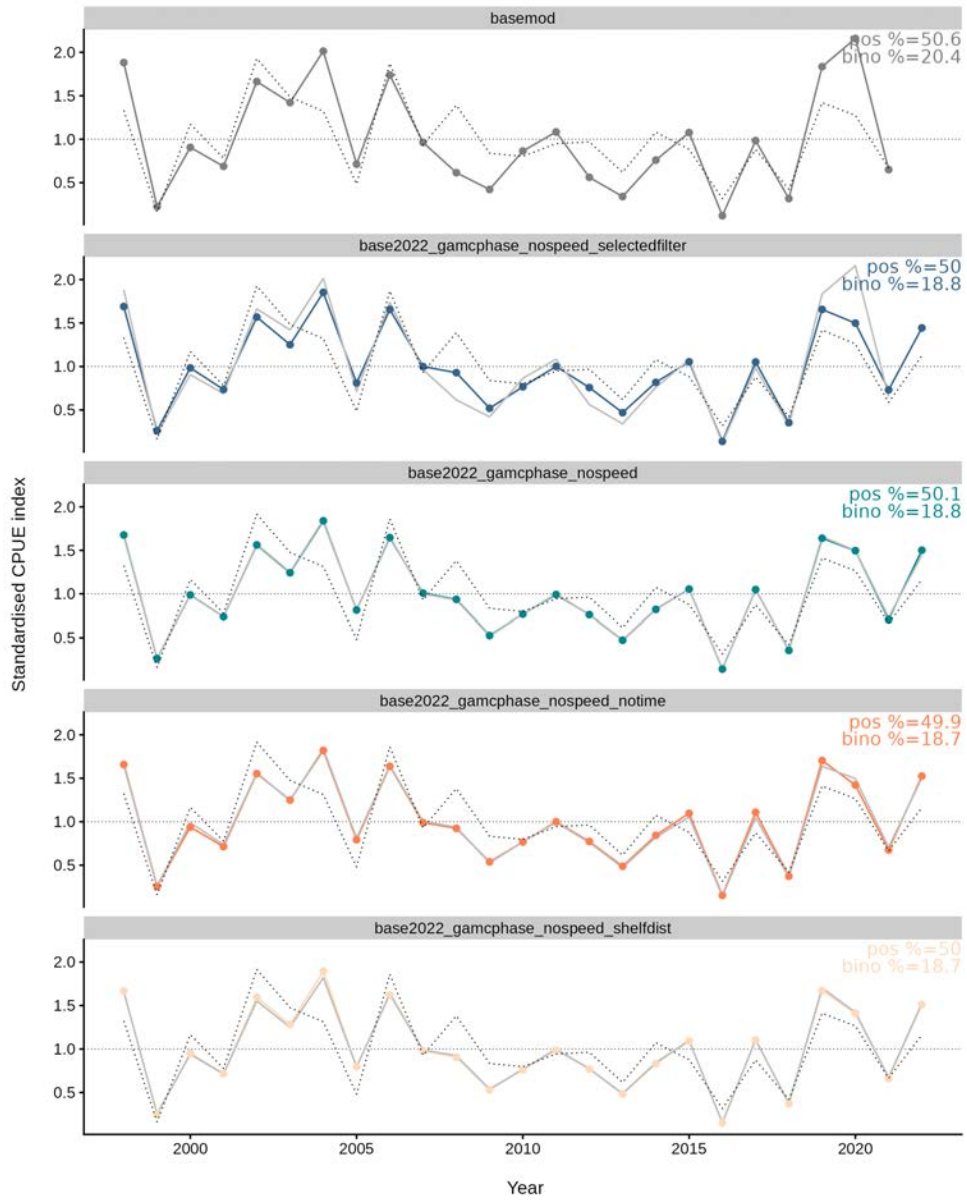 basemod
pos %=50.6
bino %=20.4
2.0
1.5
1.0
0.5
base2022_gamcphase_nospeed_selectedfilter
pos %=50
bino %=18.8
2.0
1.5
1.0
0.5
base2022_gamcphase_nospeed
pos %=50.1
bino %=18.8
2.0
1.5
1.0
0.5
base2022_gamcphase_nospeed_notime
pos %=49.9
bino %=18.7
2.0
1.5
1.0
0.5
base2022_gamcphase_nospeed_shelfdist
pos %=50
bino %=18.7
2.0
1.5
1.0
0.5
Standardised CPUE index
2000 2005 2010 2015 2020
Year